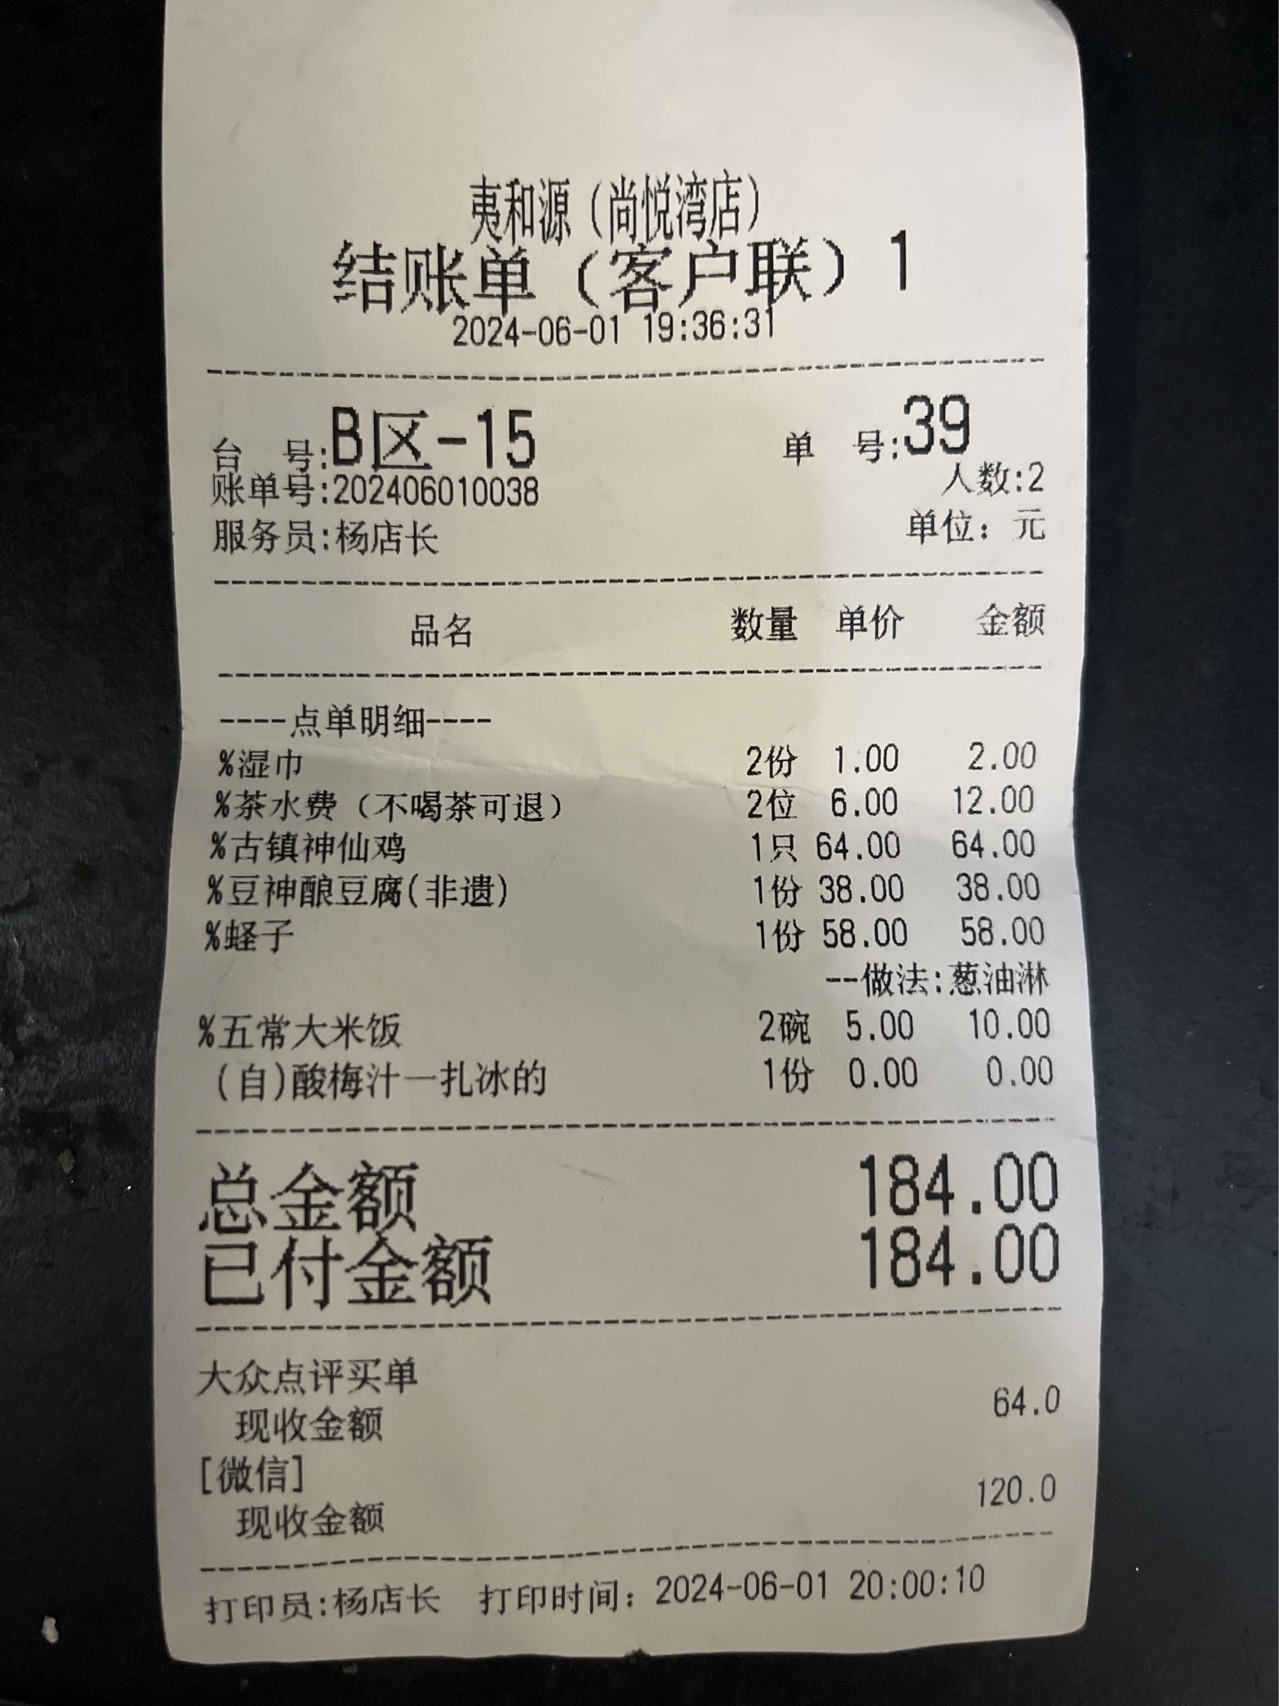 夷和源（尚悦湾店）
结账单（客户联）1
2024-06-01 19:36:31
台 号:B区-15 单 号:39
账单号:202406010038 人数:2
服务员:杨店长 单位：元
品名 数量 单价 金额
----点单明细----
%湿巾 2份 1.00 2.00
%茶水费（不喝茶可退） 2位 6.00 12.00
%古镇神仙鸡 1只 64.00 64.00
%豆神酿豆腐(非遗) 1份 38.00 38.00
%蛏子 1份 58.00 58.00
--做法:葱油淋
%五常大米饭 2碗 5.00 10.00
(自)酸梅汁一扎冰的 1份 0.00 0.00
总金额 184.00
已付金额 184.00
大众点评买单
现收金额 64.0
[微信]
现收金额 120.0
打印员:杨店长 打印时间：2024-06-01 20:00:10